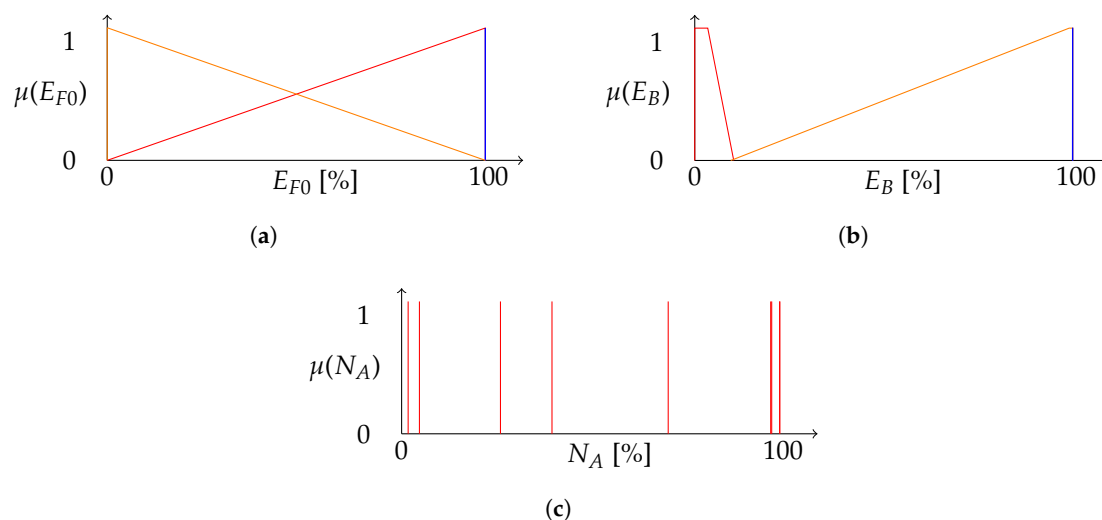 1
μ(E_F0)
0
0
E_F0 [%]
100
(a)
1
μ(E_B)
0
0
E_B [%]
100
(b)
1
μ(N_A)
0
0
N_A [%]
100
(c)